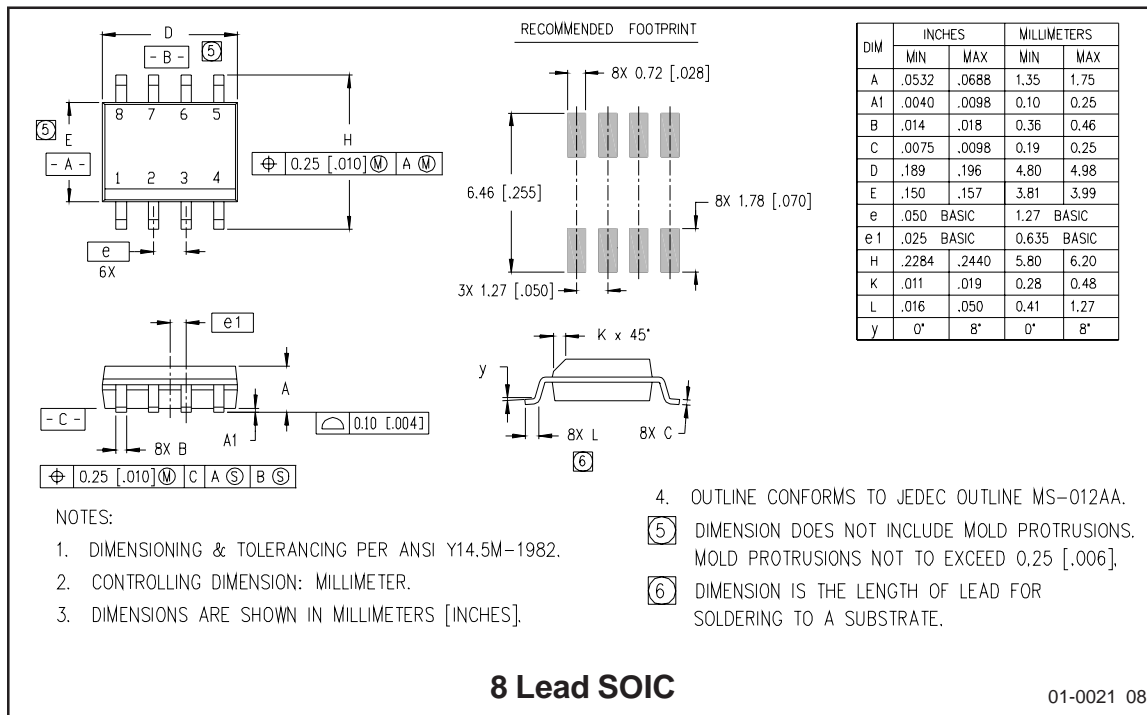 D
- B -
5
8 7 6 5
5
E
- A -
H
⌖ 0.25 [.010] Ⓜ A Ⓜ
1 2 3 4
e
6X
RECOMMENDED FOOTPRINT
8X 0.72 [.028]
6.46 [.255]
8X 1.78 [.070]
3X 1.27 [.050]
DIM INCHES MILLIMETERS
MIN MAX MIN MAX
A .0532 .0688 1.35 1.75
A1 .0040 .0098 0.10 0.25
B .014 .018 0.36 0.46
C .0075 .0098 0.19 0.25
D .189 .196 4.80 4.98
E .150 .157 3.81 3.99
e .050 BASIC 1.27 BASIC
e1 .025 BASIC 0.635 BASIC
H .2284 .2440 5.80 6.20
K .011 .019 0.28 0.48
L .016 .050 0.41 1.27
y 0° 8° 0° 8°
e1
A
- C -
A1
8X B
⌓ 0.10 [.004]
⌖ 0.25 [.010] Ⓜ C A Ⓢ B Ⓢ
K x 45°
y
8X L
6
8X C
NOTES:
1. DIMENSIONING & TOLERANCING PER ANSI Y14.5M-1982.
2. CONTROLLING DIMENSION: MILLIMETER.
3. DIMENSIONS ARE SHOWN IN MILLIMETERS [INCHES].
4. OUTLINE CONFORMS TO JEDEC OUTLINE MS-012AA.
5 DIMENSION DOES NOT INCLUDE MOLD PROTRUSIONS.
MOLD PROTRUSIONS NOT TO EXCEED 0.25 [.006].
6 DIMENSION IS THE LENGTH OF LEAD FOR
SOLDERING TO A SUBSTRATE.
8 Lead SOIC
01-0021 08